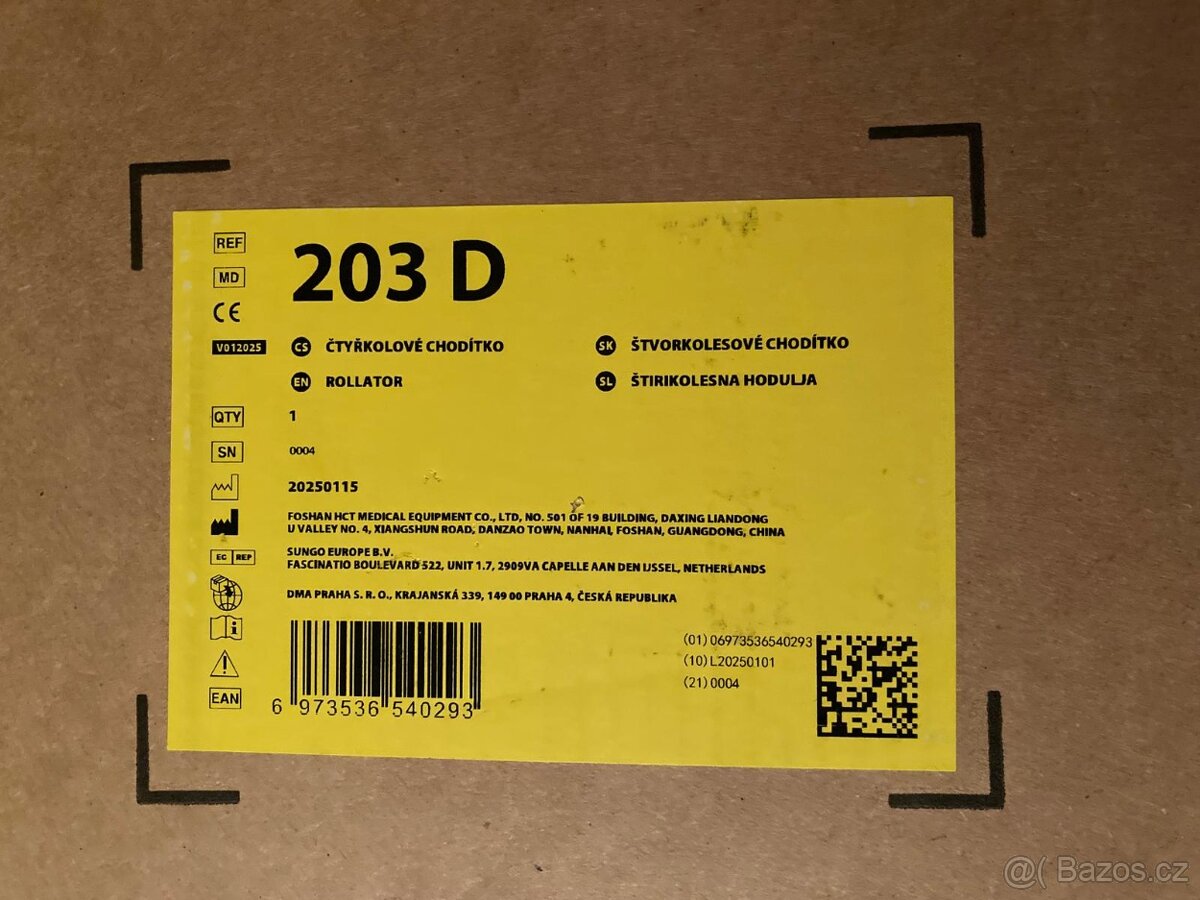 REF
203 D
MD
CE
V012025
CS ČTYŘKOLOVÉ CHODÍTKO
SK ŠTVORKOLESOVÉ CHODÍTKO
EN ROLLATOR
SL ŠTIRIKOLESNA HODULJA
QTY 1
SN 0004
20250115
FOSHAN HCT MEDICAL EQUIPMENT CO., LTD, NO. 501 OF 19 BUILDING, DAXING LIANDONG
U VALLEY NO. 4, XIANGSHUN ROAD, DANZAO TOWN, NANHAI, FOSHAN, GUANGDONG, CHINA
EC REP
SUNGO EUROPE B.V.
FASCINATIO BOULEVARD 522, UNIT 1.7, 2909VA CAPELLE AAN DEN IJSSEL, NETHERLANDS
DMA PRAHA S. R. O., KRAJANSKÁ 339, 149 00 PRAHA 4, ČESKÁ REPUBLIKA
EAN
6 973536 540293
(01)06973536540293
(10)L20250101
(21)0004
@( Bazos.cz